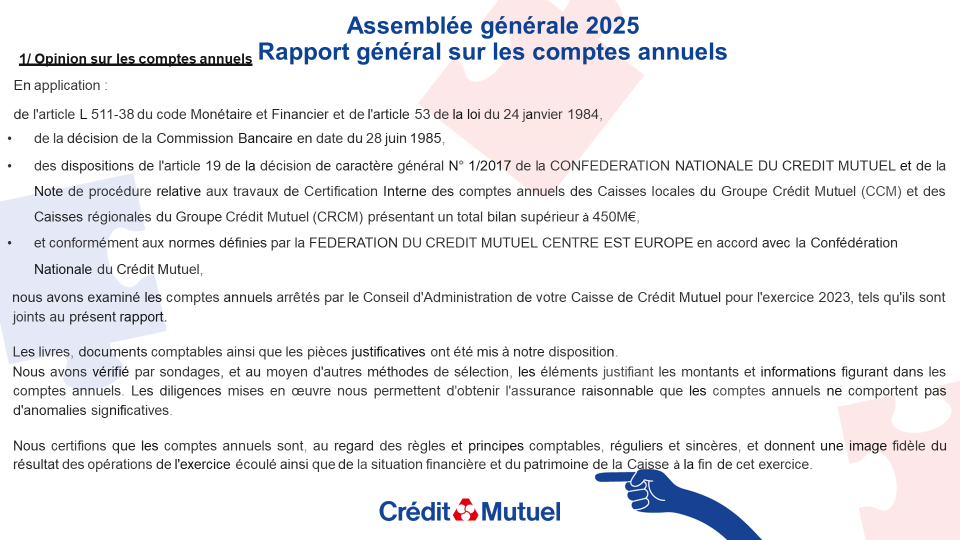 Assemblée générale 2025
Rapport général sur les comptes annuels
1/ Opinion sur les comptes annuels
En application :
de l'article L 511-38 du code Monétaire et Financier et de l'article 53 de la loi du 24 janvier 1984,
• de la décision de la Commission Bancaire en date du 28 juin 1985,
• des dispositions de l'article 19 de la décision de caractère général N° 1/2017 de la CONFEDERATION NATIONALE DU CREDIT MUTUEL et de la
Note de procédure relative aux travaux de Certification Interne des comptes annuels des Caisses locales du Groupe Crédit Mutuel (CCM) et des
Caisses régionales du Groupe Crédit Mutuel (CRCM) présentant un total bilan supérieur à 450M€,
• et conformément aux normes définies par la FEDERATION DU CREDIT MUTUEL CENTRE EST EUROPE en accord avec la Confédération
Nationale du Crédit Mutuel,
nous avons examiné les comptes annuels arrêtés par le Conseil d'Administration de votre Caisse de Crédit Mutuel pour l'exercice 2023, tels qu'ils sont
joints au présent rapport.
Les livres, documents comptables ainsi que les pièces justificatives ont été mis à notre disposition.
Nous avons vérifié par sondages, et au moyen d'autres méthodes de sélection, les éléments justifiant les montants et informations figurant dans les
comptes annuels. Les diligences mises en œuvre nous permettent d'obtenir l'assurance raisonnable que les comptes annuels ne comportent pas
d'anomalies significatives.
Nous certifions que les comptes annuels sont, au regard des règles et principes comptables, réguliers et sincères, et donnent une image fidèle du
résultat des opérations de l'exercice écoulé ainsi que de la situation financière et du patrimoine de la Caisse à la fin de cet exercice.
Crédit Mutuel